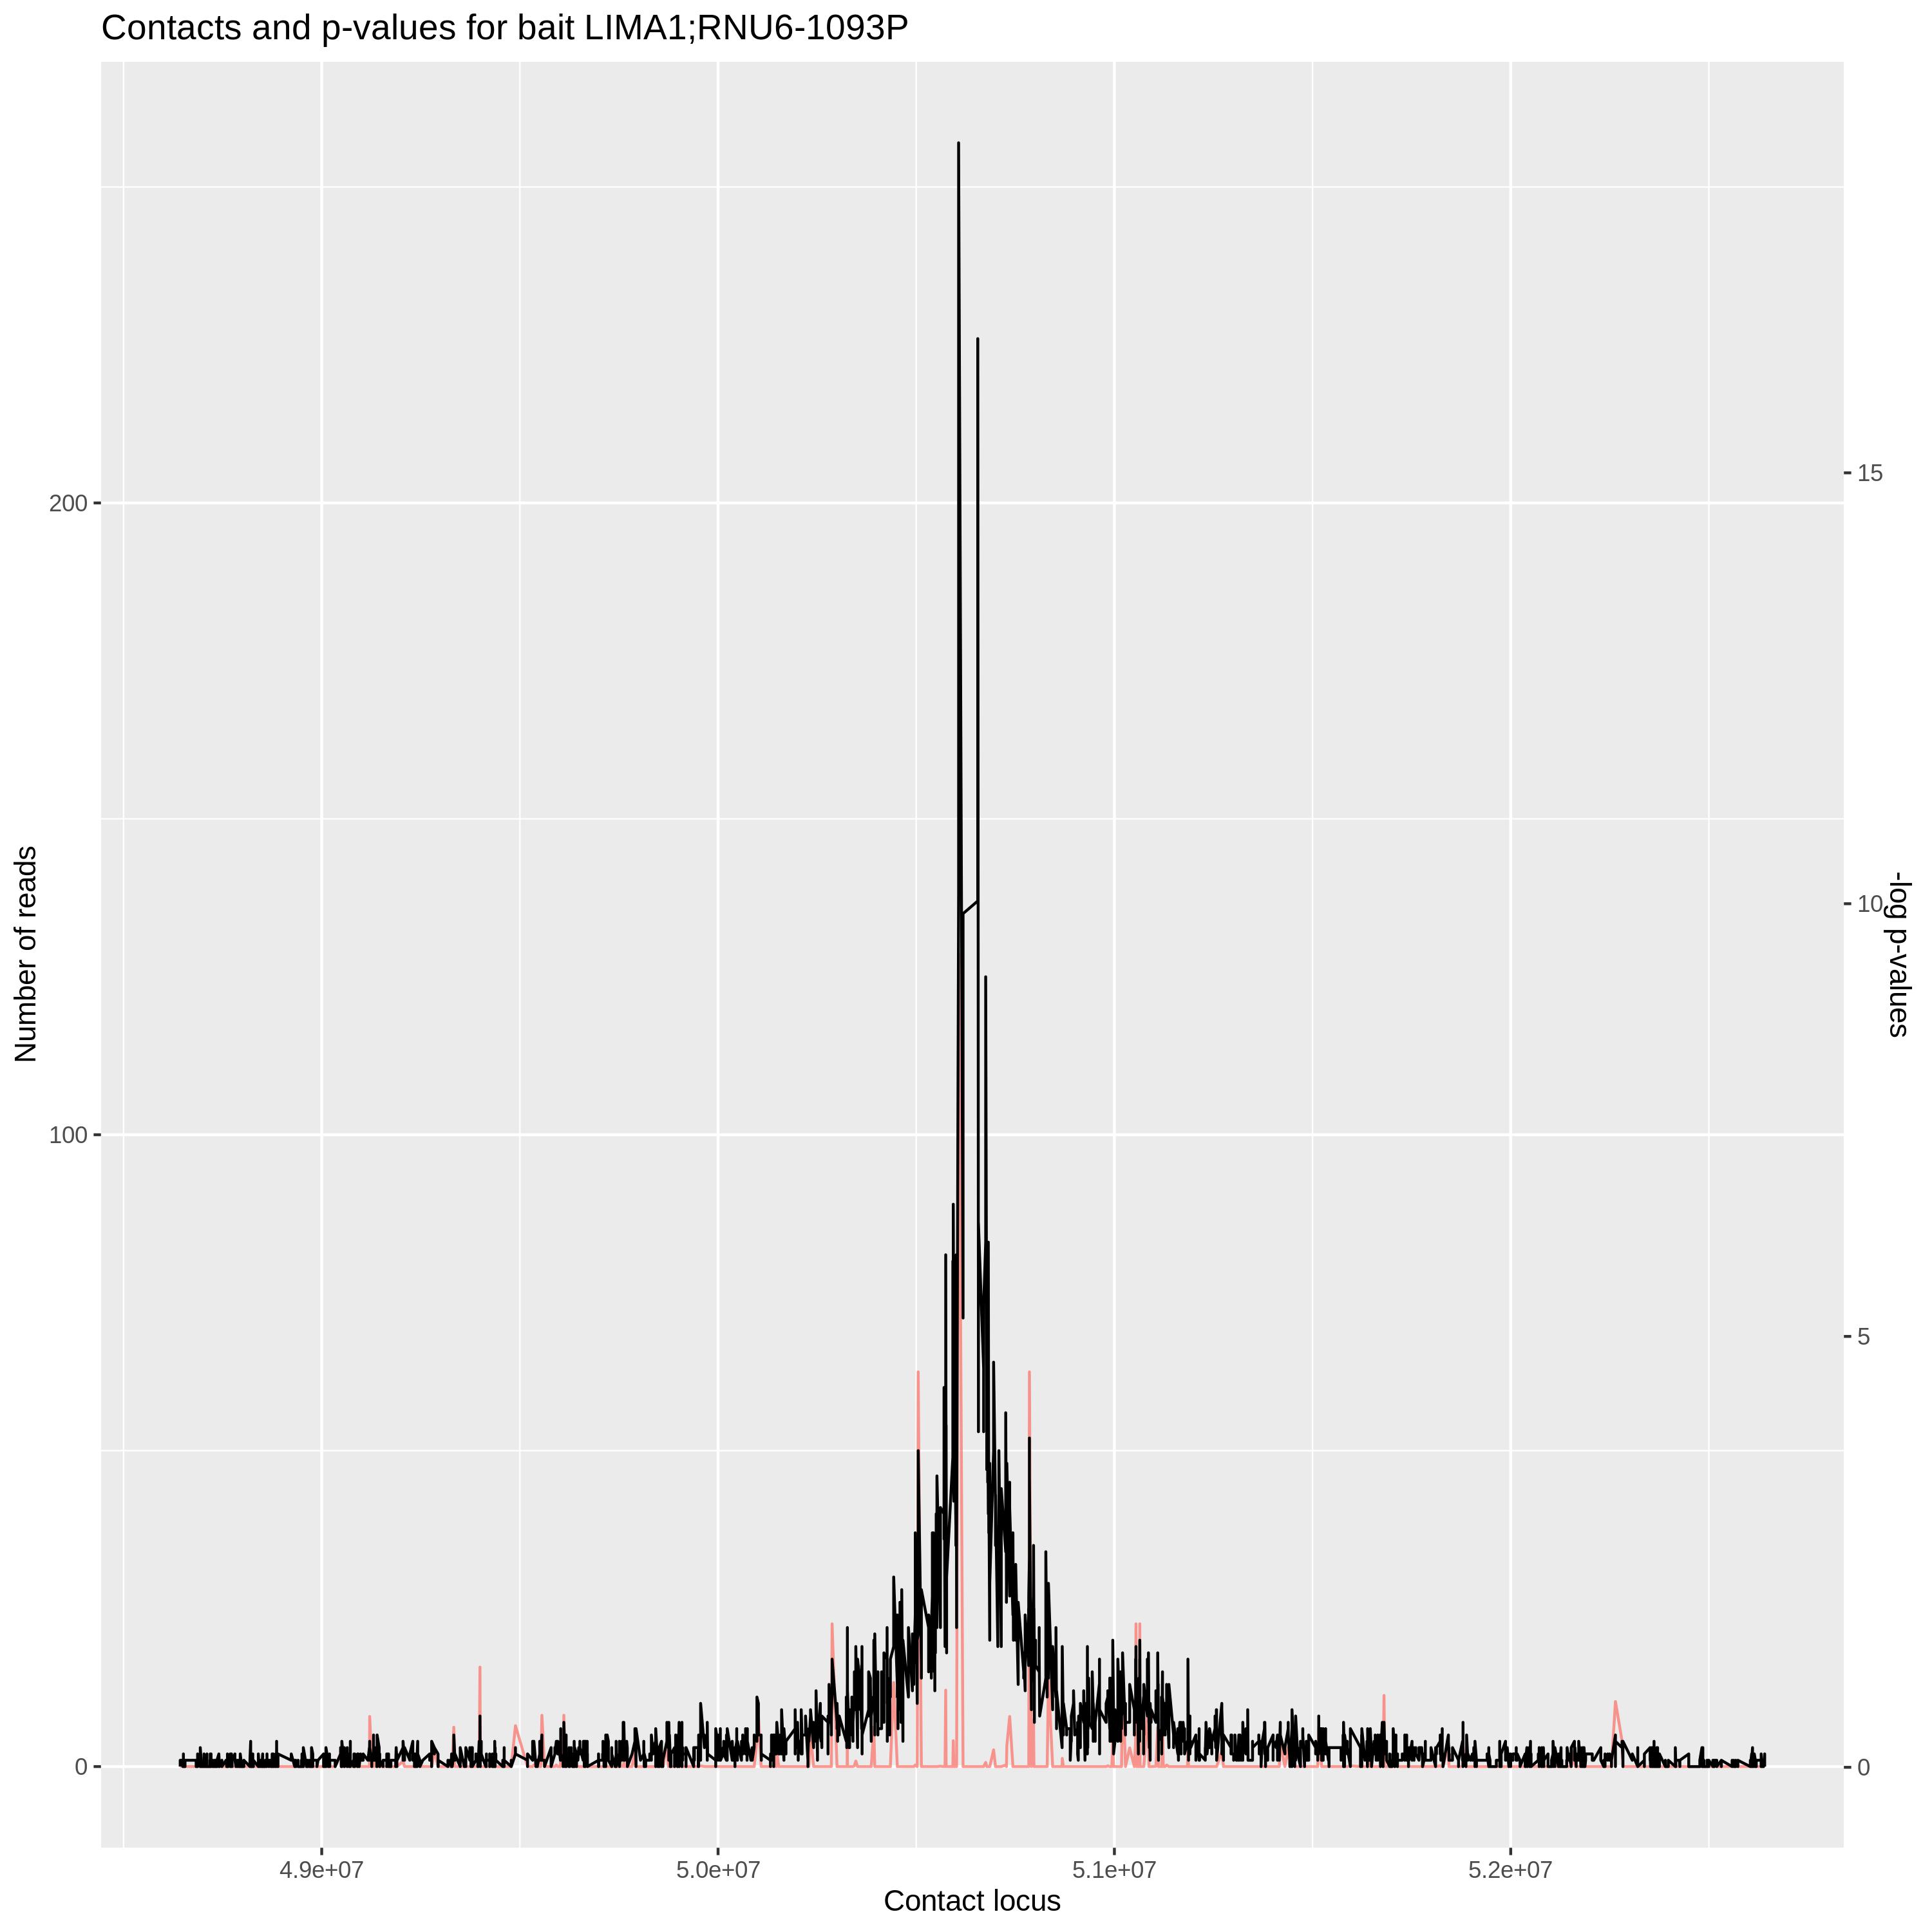 Contacts and p-values for bait LIMA1;RNU6-1093P
Number of reads
200
100
0
15
10
5
0
-log p-values
4.9e+07 5.0e+07 5.1e+07 5.2e+07
Contact locus